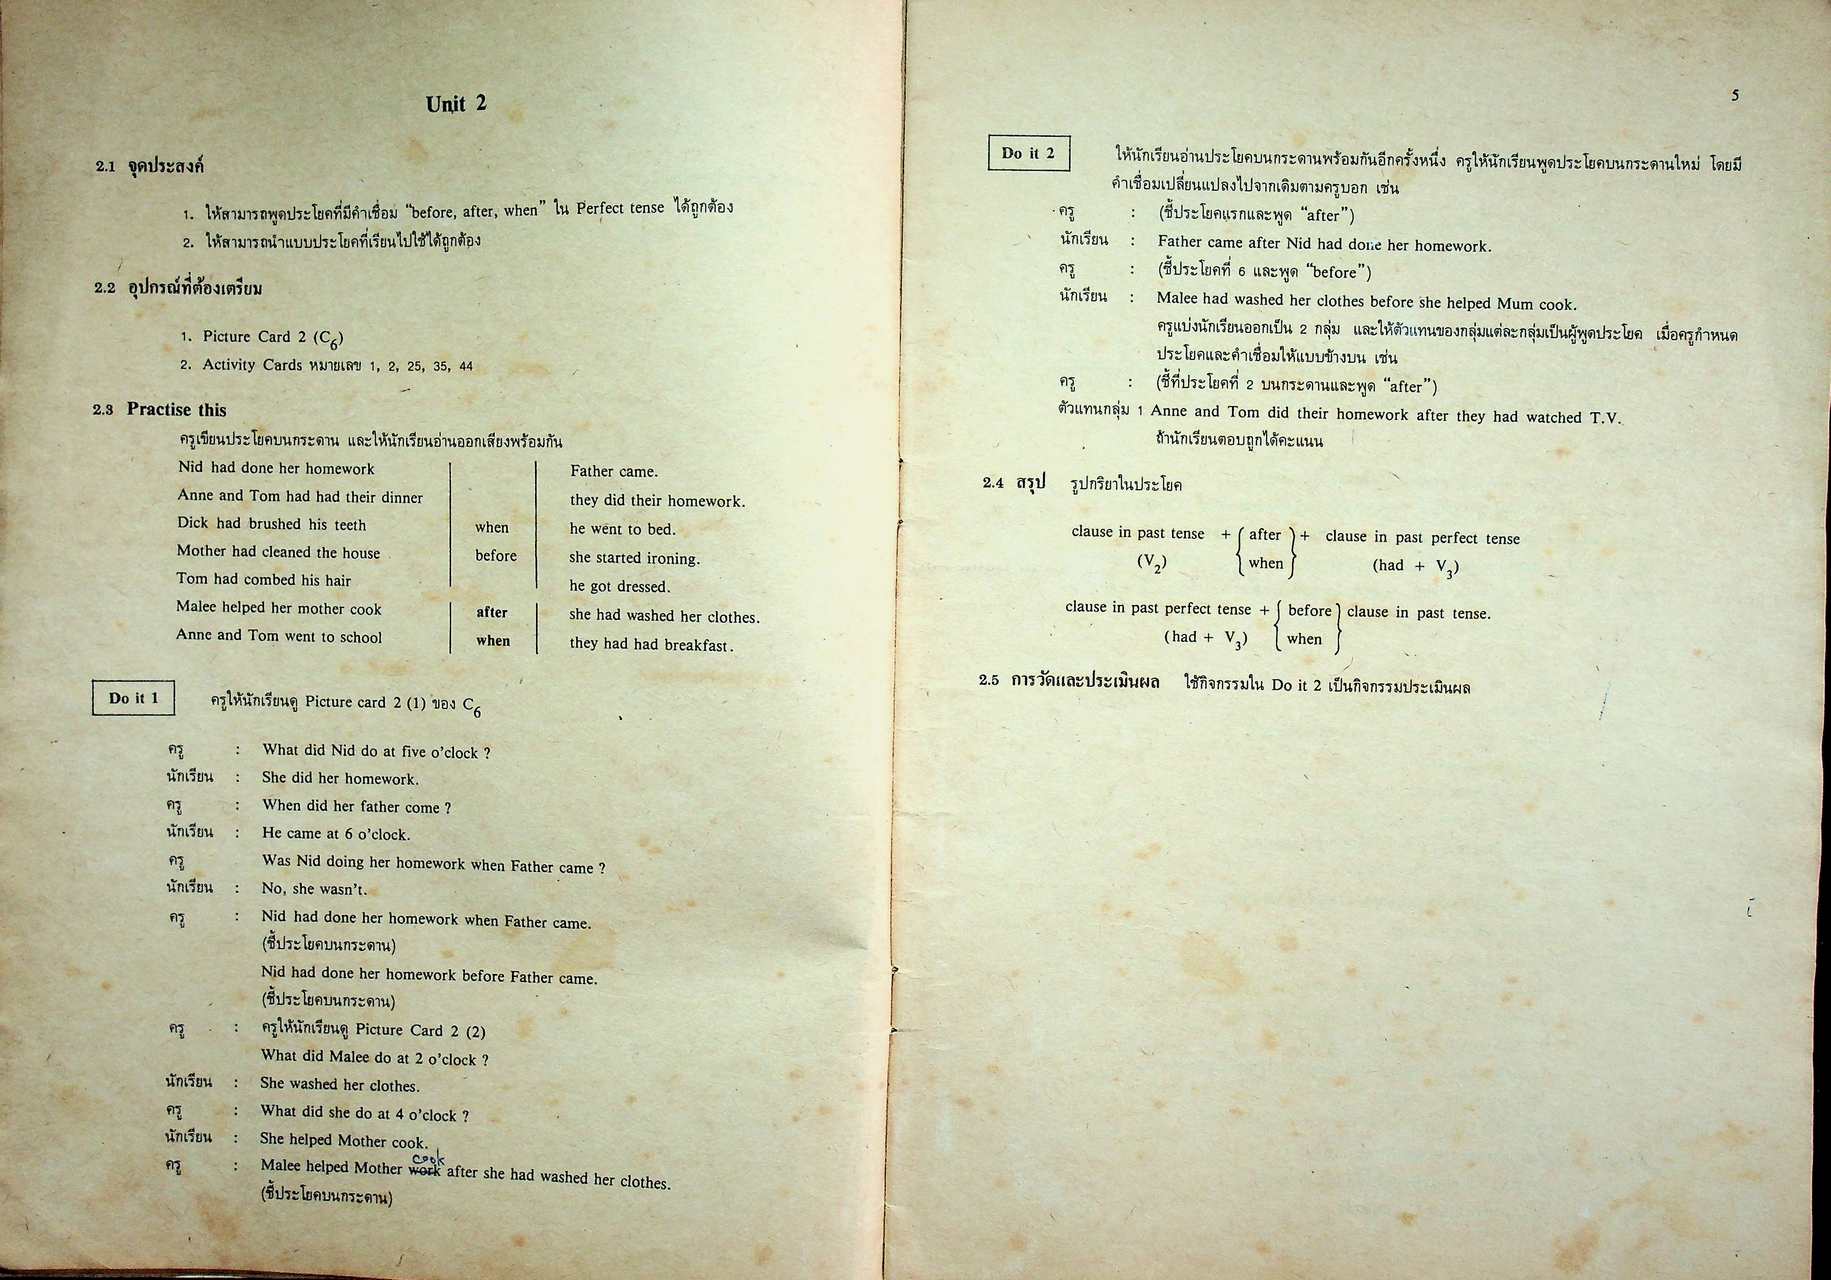 Unit 2
2.1 จุดประสงค์
1. ให้สามารถพูดประโยคที่มีคำเชื่อม “before, after, when” ใน Perfect tense ได้ถูกต้อง
2. ให้สามารถนำแบบประโยคที่เรียนไปใช้ได้ถูกต้อง
2.2 อุปกรณ์ที่ต้องเตรียม
1. Picture Card 2 (C6)
2. Activity Cards หมายเลข 1, 2, 25, 35, 44
2.3 Practise this
ครูเขียนประโยคบนกระดาน และให้นักเรียนอ่านออกเสียงพร้อมกัน
Nid had done her homework Father came.
Anne and Tom had had their dinner they did their homework.
Dick had brushed his teeth when he went to bed.
Mother had cleaned the house before she started ironing.
Tom had combed his hair he got dressed.
Malee helped her mother cook after she had washed her clothes.
Anne and Tom went to school when they had had breakfast.
Do it 1 ครูให้นักเรียนดู Picture card 2 (1) ของ C6
ครู : What did Nid do at five o’clock ?
นักเรียน : She did her homework.
ครู : When did her father come ?
นักเรียน : He came at 6 o’clock.
ครู Was Nid doing her homework when Father came ?
นักเรียน : No, she wasn’t.
ครู : Nid had done her homework when Father came.
(ชี้ประโยคบนกระดาน)
Nid had done her homework before Father came.
(ชี้ประโยคบนกระดาน)
ครู : ครูให้นักเรียนดู Picture Card 2 (2)
What did Malee do at 2 o’clock ?
นักเรียน : She washed her clothes.
ครู : What did she do at 4 o’clock ?
นักเรียน : She helped Mother cook.
cook
ครู : Malee helped Mother work after she had washed her clothes.
(ชี้ประโยคบนกระดาน)
5
Do it 2 ให้นักเรียนอ่านประโยคบนกระดานพร้อมกันอีกครั้งหนึ่ง ครูให้นักเรียนพูดประโยคบนกระดานใหม่ โดยมี
คำเชื่อมเปลี่ยนแปลงไปจากเดิมตามครูบอก เช่น
ครู : (ชี้ประโยคแรกและพูด “after”)
นักเรียน : Father came after Nid had done her homework.
ครู : (ชี้ประโยคที่ 6 และพูด “before”)
นักเรียน : Malee had washed her clothes before she helped Mum cook.
ครูแบ่งนักเรียนออกเป็น 2 กลุ่ม และให้ตัวแทนของกลุ่มแต่ละกลุ่มเป็นผู้พูดประโยค เมื่อครูกำหนด
ประโยคและคำเชื่อมให้แบบข้างบน เช่น
ครู : (ชี้ที่ประโยคที่ 2 บนกระดานและพูด “after”)
ตัวแทนกลุ่ม 1 Anne and Tom did their homework after they had watched T.V.
ถ้านักเรียนตอบถูกได้คะแนน
2.4 สรุป รูปกริยาในประโยค
clause in past tense + { after } + clause in past perfect tense
(V2) { when } (had + V3)
clause in past perfect tense + { before } clause in past tense.
(had + V3) { when }
2.5 การวัดและประเมินผล ใช้กิจกรรมใน Do it 2 เป็นกิจกรรมประเมินผล